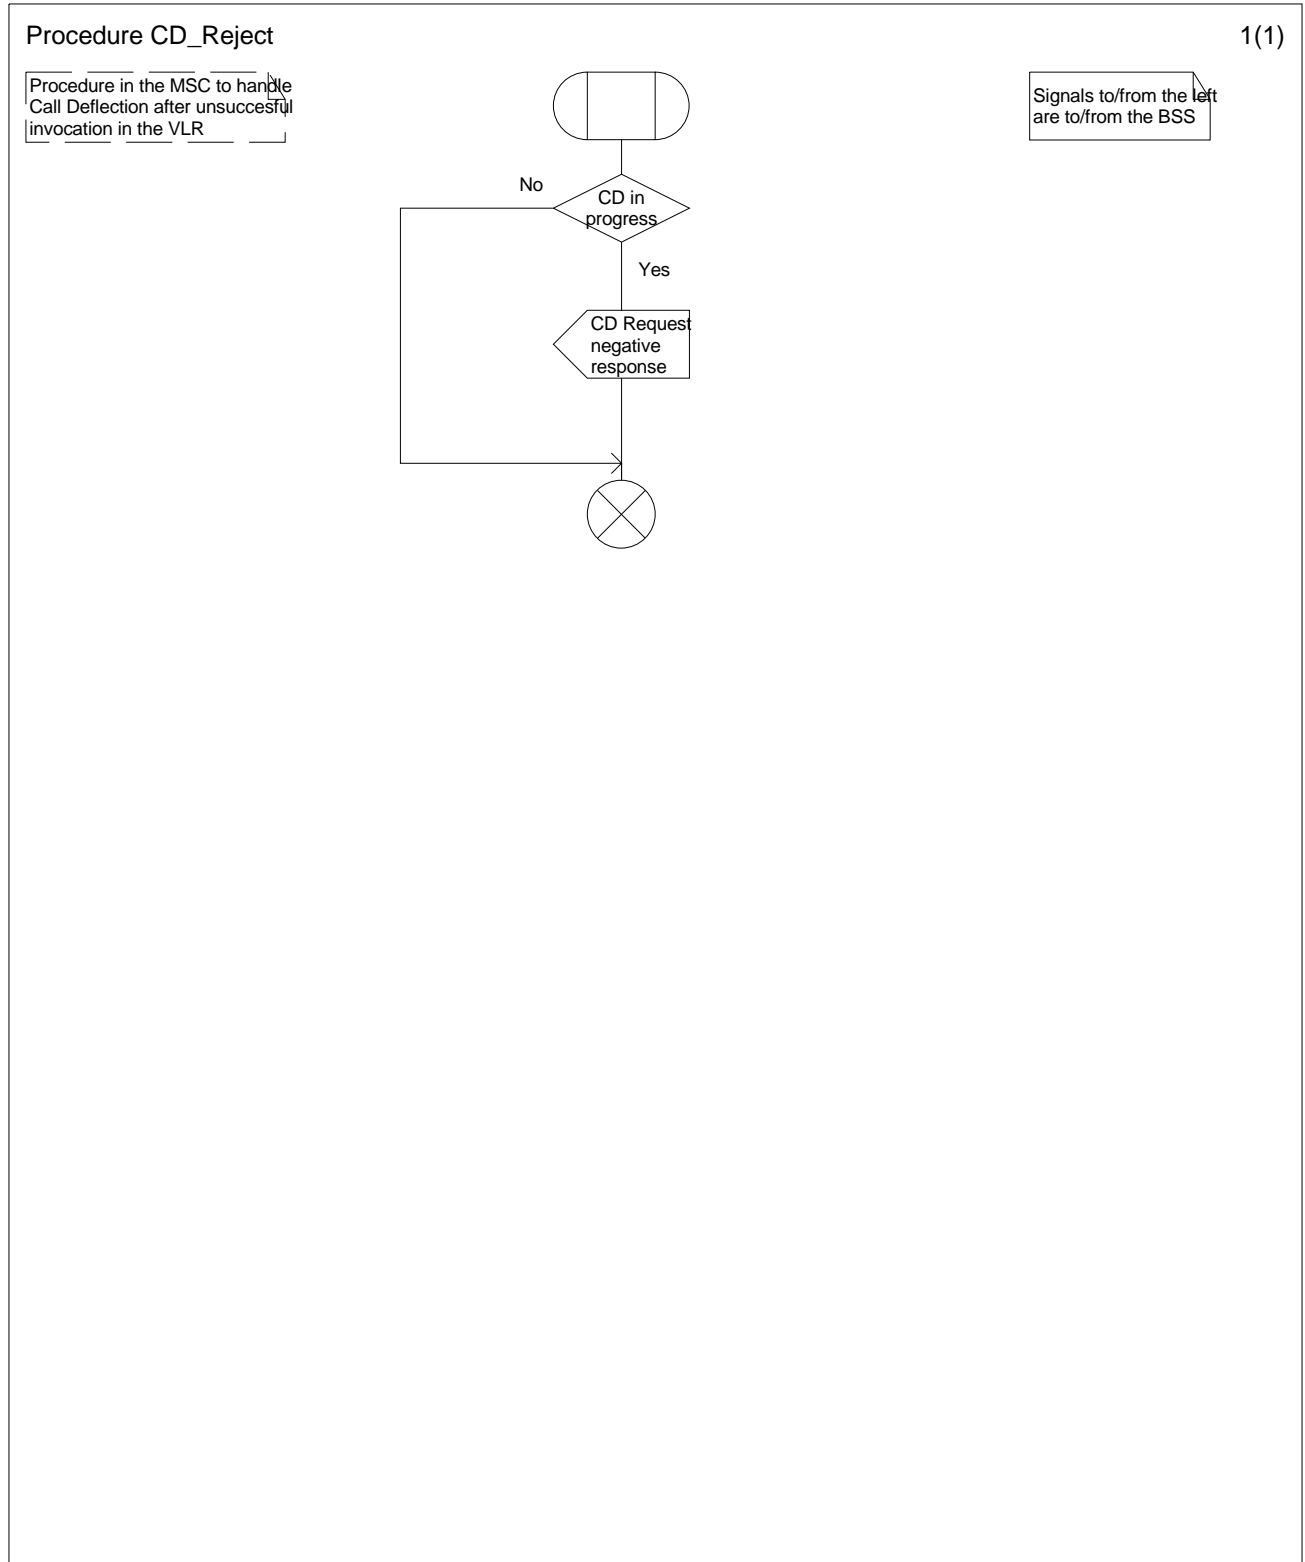 Procedure CD_Reject
1(1)
Procedure in the MSC to handle
Call Deflection after unsuccesful
invocation in the VLR
Signals to/from the left
are to/from the BSS
No
CD in
progress
Yes
CD Request
negative
response